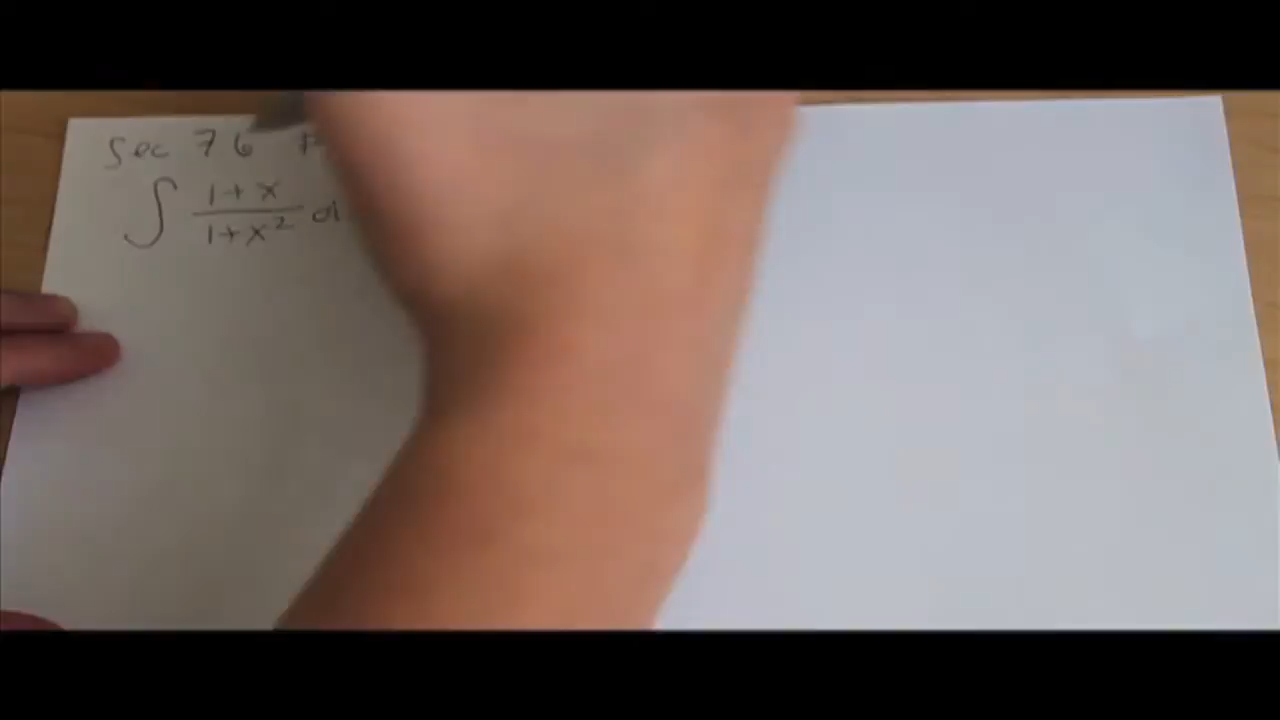 Sec 7 6
∫ 1+x / 1+x² d